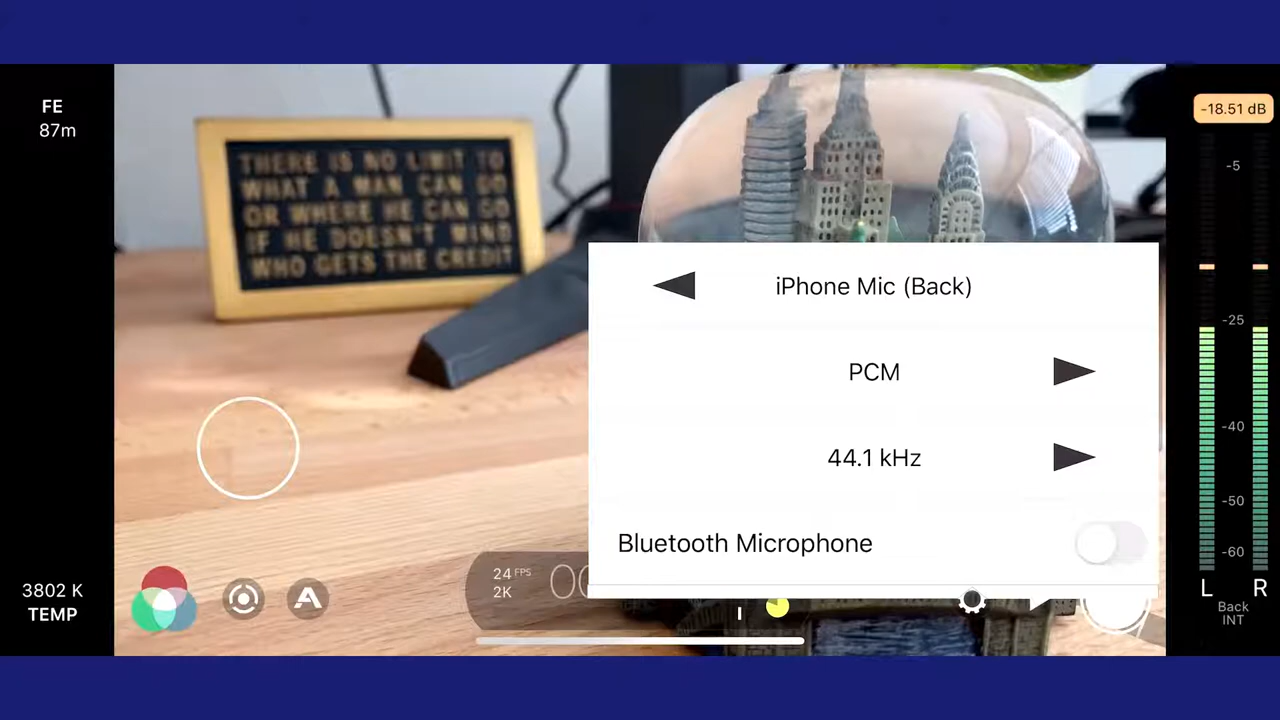 FE
87m
-18.51 dB
THERE IS NO LIMIT TO
WHAT A MAN CAN DO
OR WHERE HE CAN GO
IF HE DOESN'T MIND
WHO GETS THE CREDIT
iPhone Mic (Back)
PCM
44.1 kHz
Bluetooth Microphone
-5
-25
-40
-50
-60
L R
Back
INT
24 FPS
2K
00
3802 K
TEMP
A